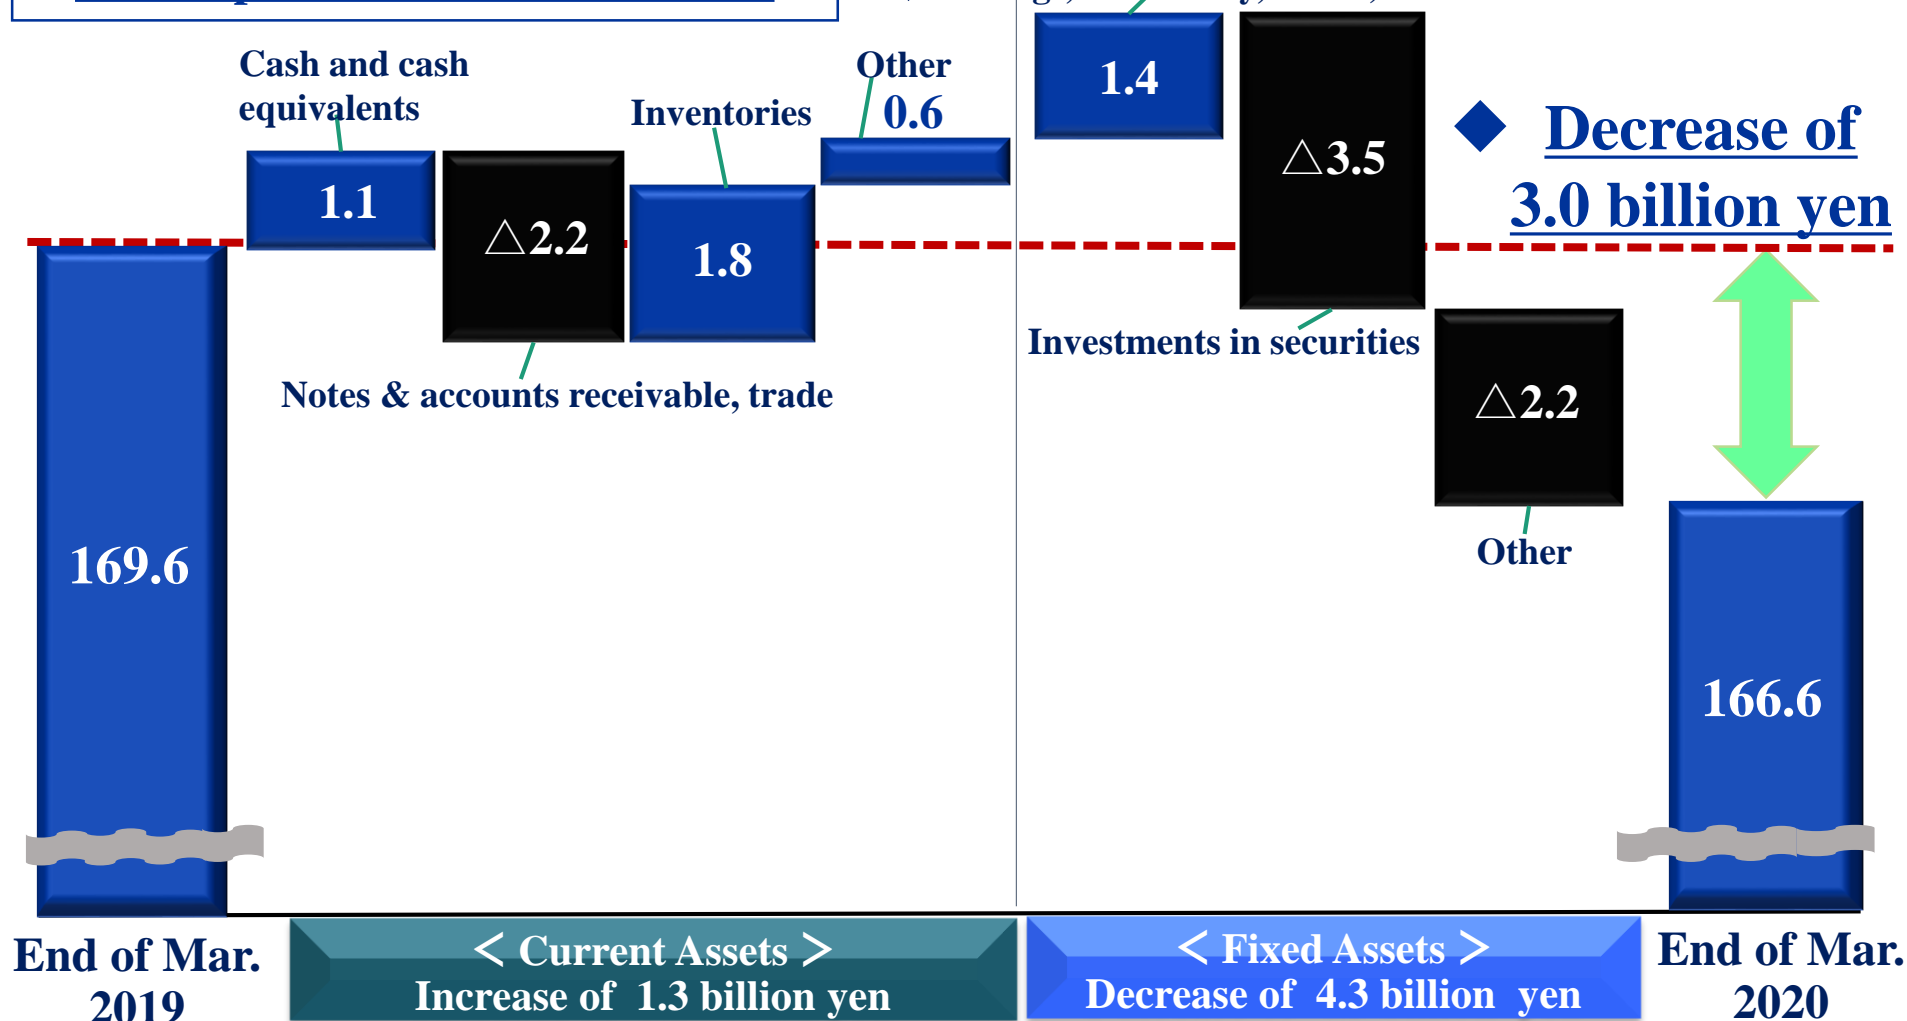 Cash and cash
equivalents
1.1
△2.2
Notes & accounts receivable, trade
Inventories
1.8
Other
0.6
1.4
△3.5
Investments in securities
△2.2
Other
◆ Decrease of
3.0 billion yen
169.6
166.6
End of Mar.
2019
< Current Assets >
Increase of 1.3 billion yen
< Fixed Assets >
Decrease of 4.3 billion yen
End of Mar.
2020